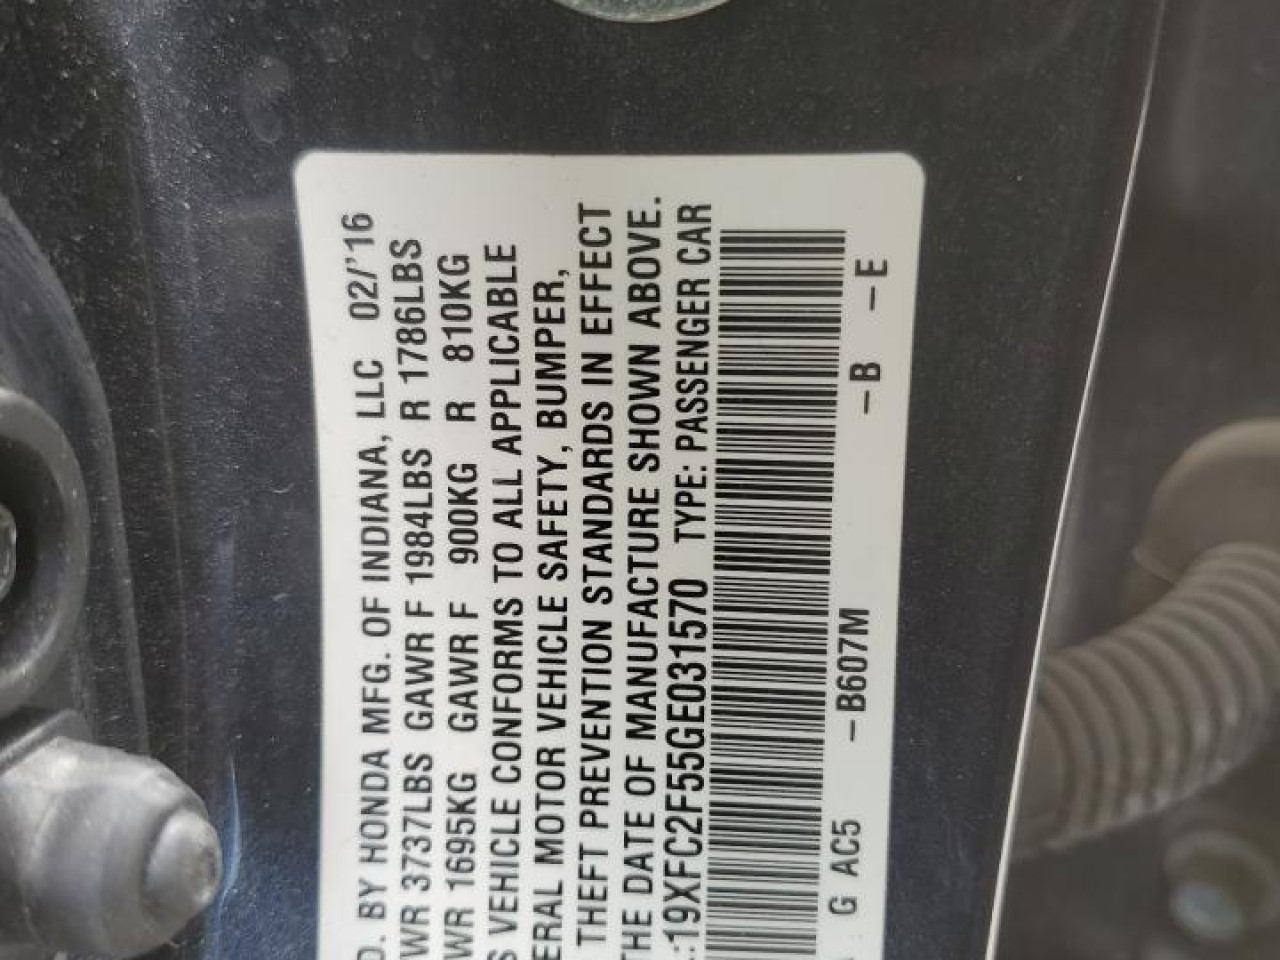 D. BY HONDA MFG. OF INDIANA, LLC 02/'16
WR 3737LBS GAWR F 1984LBS R 1786LBS
WR 1695KG GAWR F 900KG R 810KG
S VEHICLE CONFORMS TO ALL APPLICABLE
ERAL MOTOR VEHICLE SAFETY, BUMPER,
THEFT PREVENTION STANDARDS IN EFFECT
THE DATE OF MANUFACTURE SHOWN ABOVE.
:19XFC2F55GE031570 TYPE: PASSENGER CAR
G AC5 -B607M -B -E